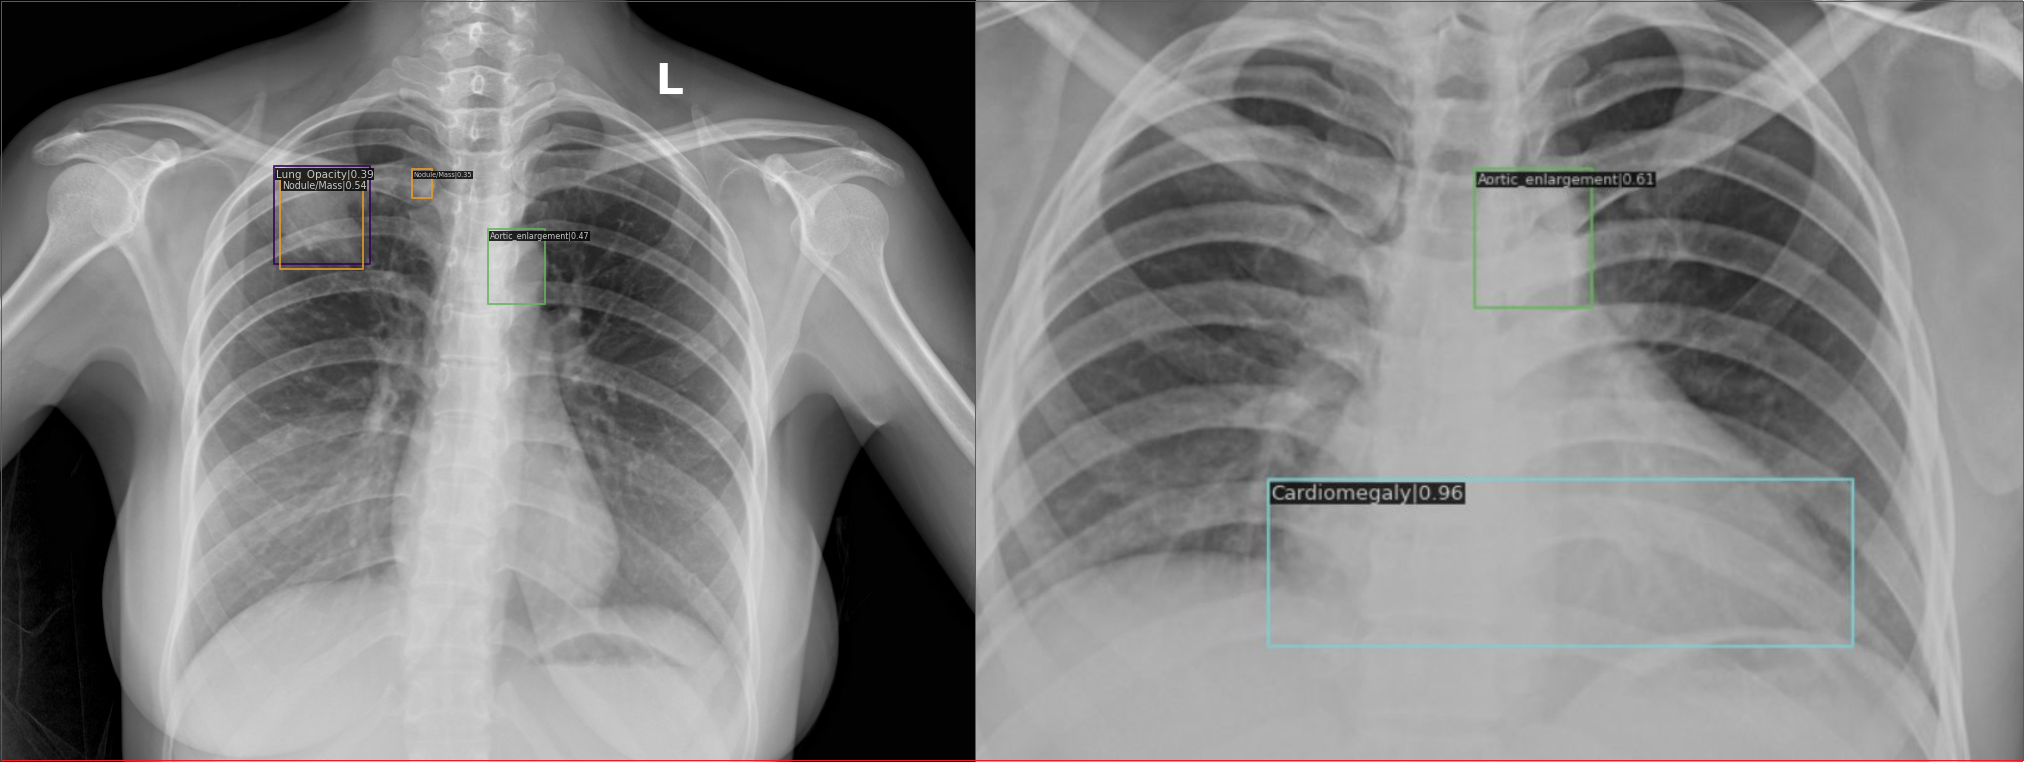 L
Lung_Opacity|0.39
Nodule/Mass|0.54
Nodule/Mass|0.35
Aortic_enlargement|0.47
Aortic_enlargement|0.61
Cardiomegaly|0.96